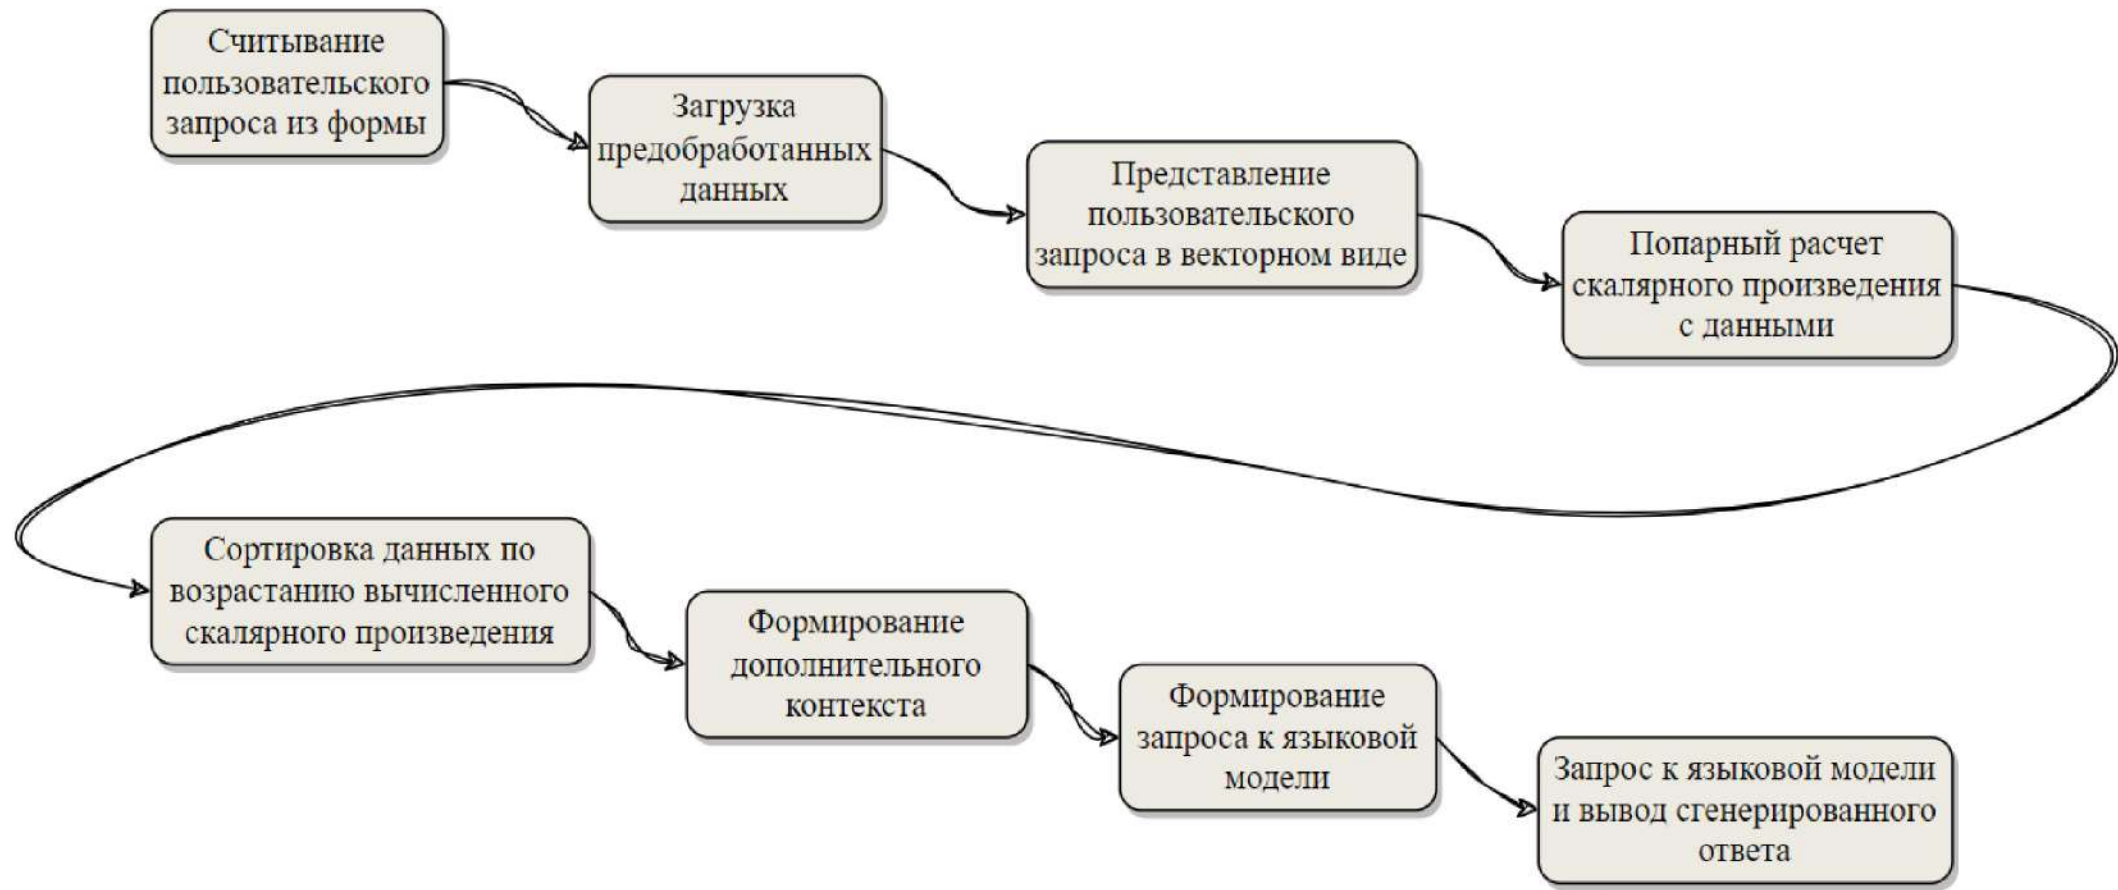 Считывание
пользовательского
запроса из формы
Загрузка
предобработанных
данных
Представление
пользовательского
запроса в векторном виде
Попарный расчет
скалярного произведения
с данными
Сортировка данных по
возрастанию вычисленного
скалярного произведения
Формирование
дополнительного
контекста
Формирование
запроса к языковой
модели
Запрос к языковой модели
и вывод сгенерированного
ответа